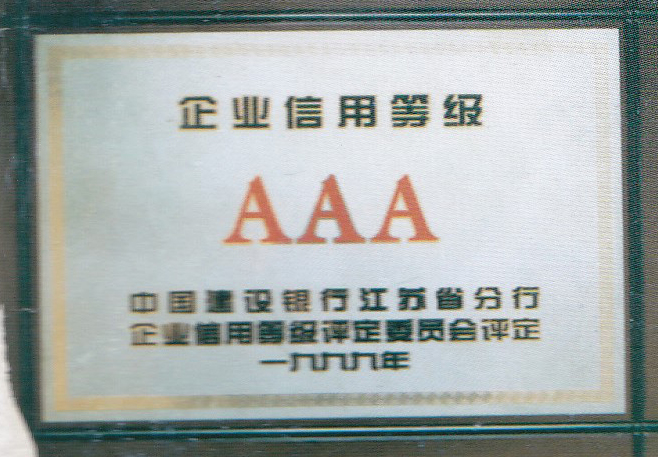 企业信用等级
AAA
中国建设银行江苏省分行
企业信用等级评定委员会评定
一九九九年